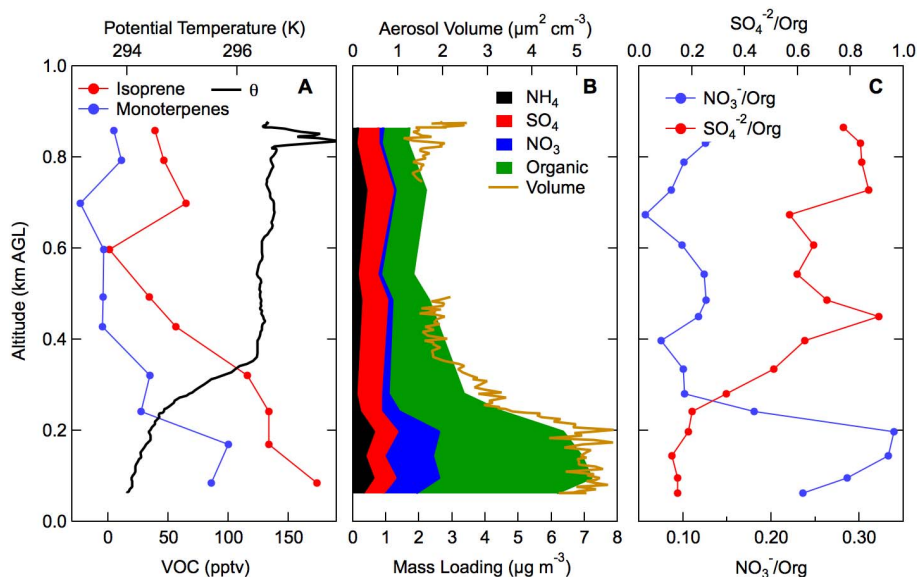 Potential Temperature (K)
294 296
Isoprene
Monoterpenes
θ
A
1.0
0.8
0.6
0.4
0.2
0.0
Altitude (km AGL)
0 50 100 150
VOC (pptv)
Aerosol Volume (µm² cm⁻³)
0 1 2 3 4 5
B
NH₄
SO₄
NO₃
Organic
Volume
0 1 2 3 4 5 6 7 8
Mass Loading (µg m⁻³)
SO₄⁻²/Org
0.0 0.2 0.4 0.6 0.8 1.0
C
NO₃⁻/Org
SO₄⁻²/Org
0.10 0.20 0.30
NO₃⁻/Org